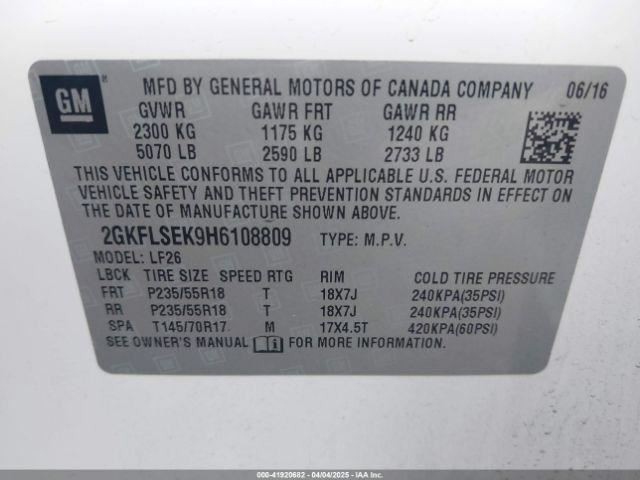 GM ®
MFD BY GENERAL MOTORS OF CANADA COMPANY 06/16
GVWR GAWR FRT GAWR RR
2300 KG 1175 KG 1240 KG
5070 LB 2590 LB 2733 LB
THIS VEHICLE CONFORMS TO ALL APPLICABLE U.S. FEDERAL MOTOR
VEHICLE SAFETY AND THEFT PREVENTION STANDARDS IN EFFECT ON
THE DATE OF MANUFACTURE SHOWN ABOVE.
2GKFLSEK9H6108809 TYPE: M.P.V.
MODEL: LF26
LBCK TIRE SIZE SPEED RTG RIM COLD TIRE PRESSURE
FRT P235/55R18 T 18X7J 240KPA(35PSI)
RR P235/55R18 T 18X7J 240KPA(35PSI)
SPA T145/70R17 M 17X4.5T 420KPA(60PSI)
SEE OWNER'S MANUAL FOR MORE INFORMATION.
000-41920682 - 04/04/2025 - IAAI.COM